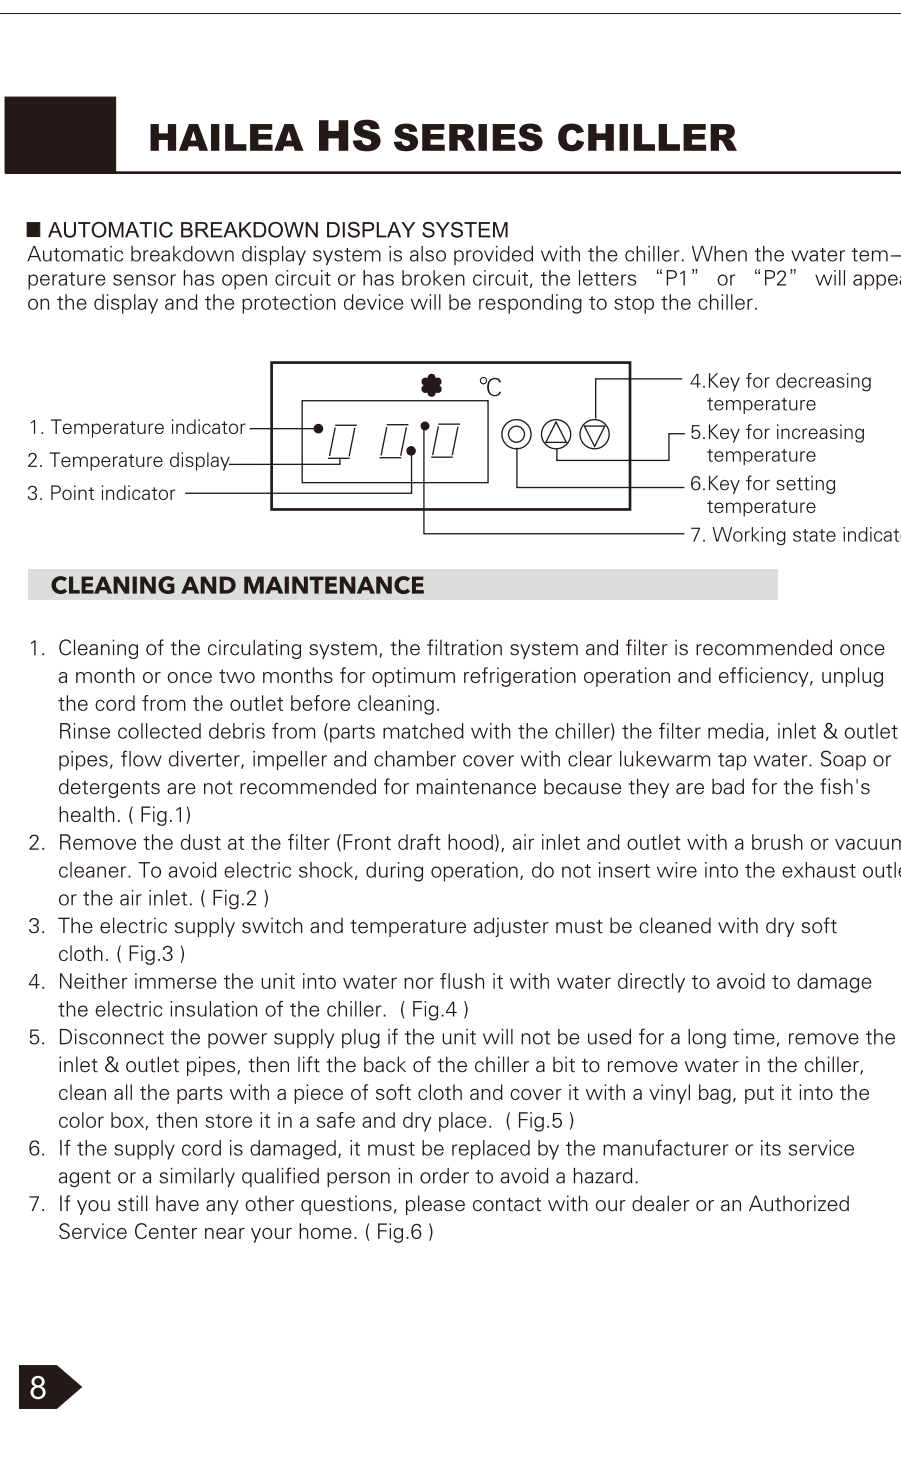 HAILEA HS SERIES CHILLER
■ AUTOMATIC BREAKDOWN DISPLAY SYSTEM
Automatic breakdown display system is also provided with the chiller. When the water tem–
perature sensor has open circuit or has broken circuit, the letters “P1” or “P2” will appea
on the display and the protection device will be responding to stop the chiller.
°C
1. Temperature indicator
2. Temperature display
3. Point indicator
4.Key for decreasing
temperature
5.Key for increasing
temperature
6.Key for setting
temperature
7. Working state indicat
CLEANING AND MAINTENANCE
1. Cleaning of the circulating system, the filtration system and filter is recommended once
a month or once two months for optimum refrigeration operation and efficiency, unplug
the cord from the outlet before cleaning.
Rinse collected debris from (parts matched with the chiller) the filter media, inlet & outlet
pipes, flow diverter, impeller and chamber cover with clear lukewarm tap water. Soap or
detergents are not recommended for maintenance because they are bad for the fish's
health. ( Fig.1)
2. Remove the dust at the filter (Front draft hood), air inlet and outlet with a brush or vacuum
cleaner. To avoid electric shock, during operation, do not insert wire into the exhaust outle
or the air inlet. ( Fig.2 )
3. The electric supply switch and temperature adjuster must be cleaned with dry soft
cloth. ( Fig.3 )
4. Neither immerse the unit into water nor flush it with water directly to avoid to damage
the electric insulation of the chiller. ( Fig.4 )
5. Disconnect the power supply plug if the unit will not be used for a long time, remove the
inlet & outlet pipes, then lift the back of the chiller a bit to remove water in the chiller,
clean all the parts with a piece of soft cloth and cover it with a vinyl bag, put it into the
color box, then store it in a safe and dry place. ( Fig.5 )
6. If the supply cord is damaged, it must be replaced by the manufacturer or its service
agent or a similarly qualified person in order to avoid a hazard.
7. If you still have any other questions, please contact with our dealer or an Authorized
Service Center near your home. ( Fig.6 )
8